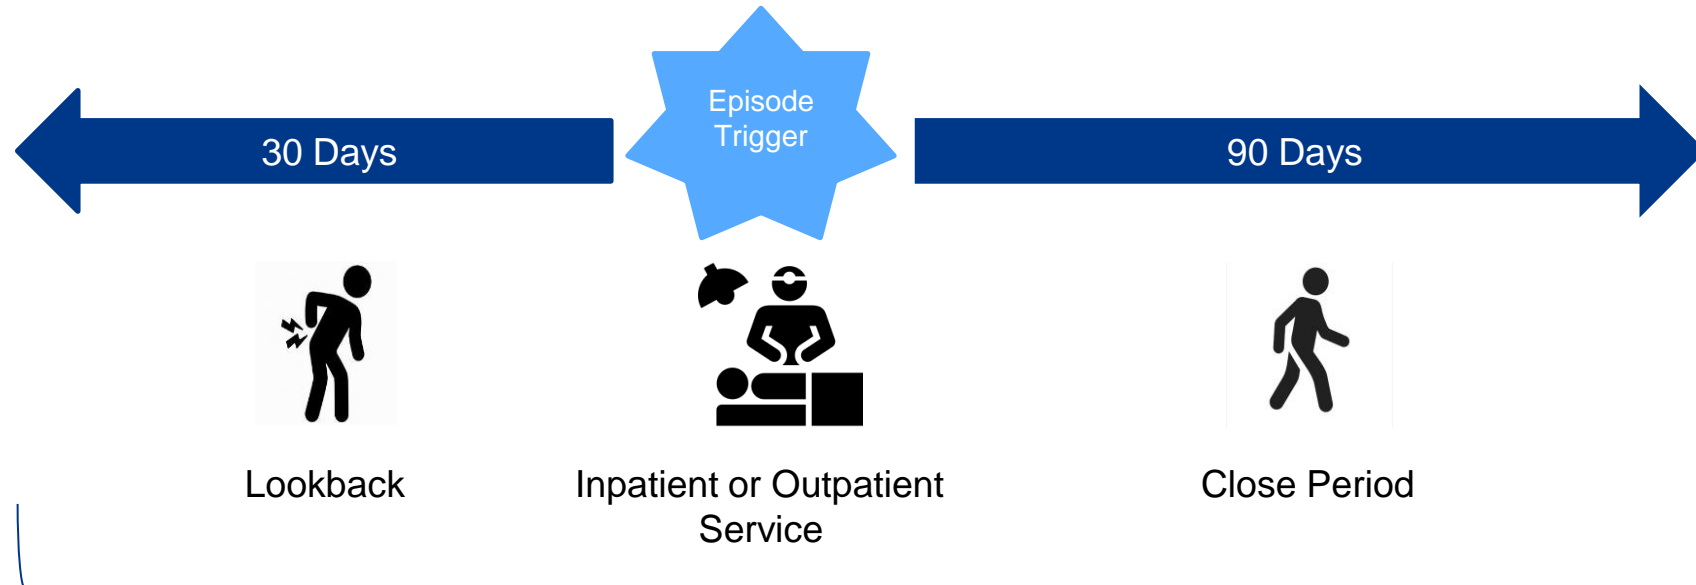 Episode
Trigger
30 Days
90 Days
Lookback
Inpatient or Outpatient
Service
Close Period